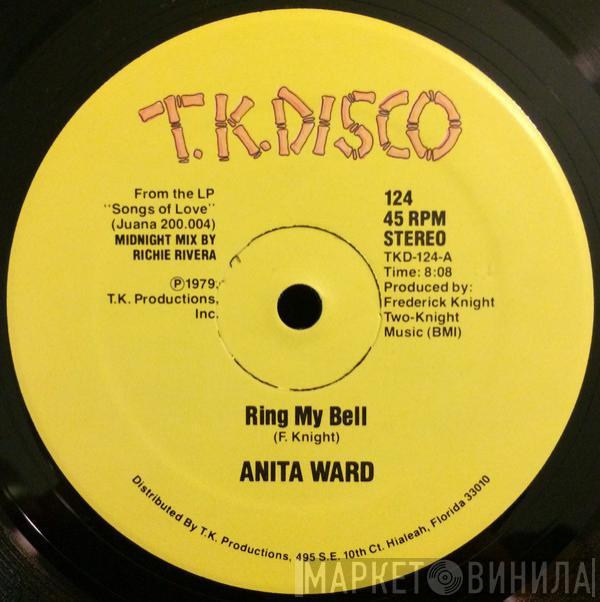 T.K.DISCO
From the LP
"Songs of Love"
(Juana 200.004)
MIDNIGHT MIX BY
RICHIE RIVERA
℗1979.
T.K. Productions,
Inc.
124
45 RPM
STEREO
TKD-124-A
Time: 8:08
Produced by:
Frederick Knight
Two-Knight
Music (BMI)
Ring My Bell
(F. Knight)
ANITA WARD
Distributed By T.K. Productions, 495 S.E. 10th Ct. Hialeah, Florida 33010
МАРКЕТ ВИНИЛА